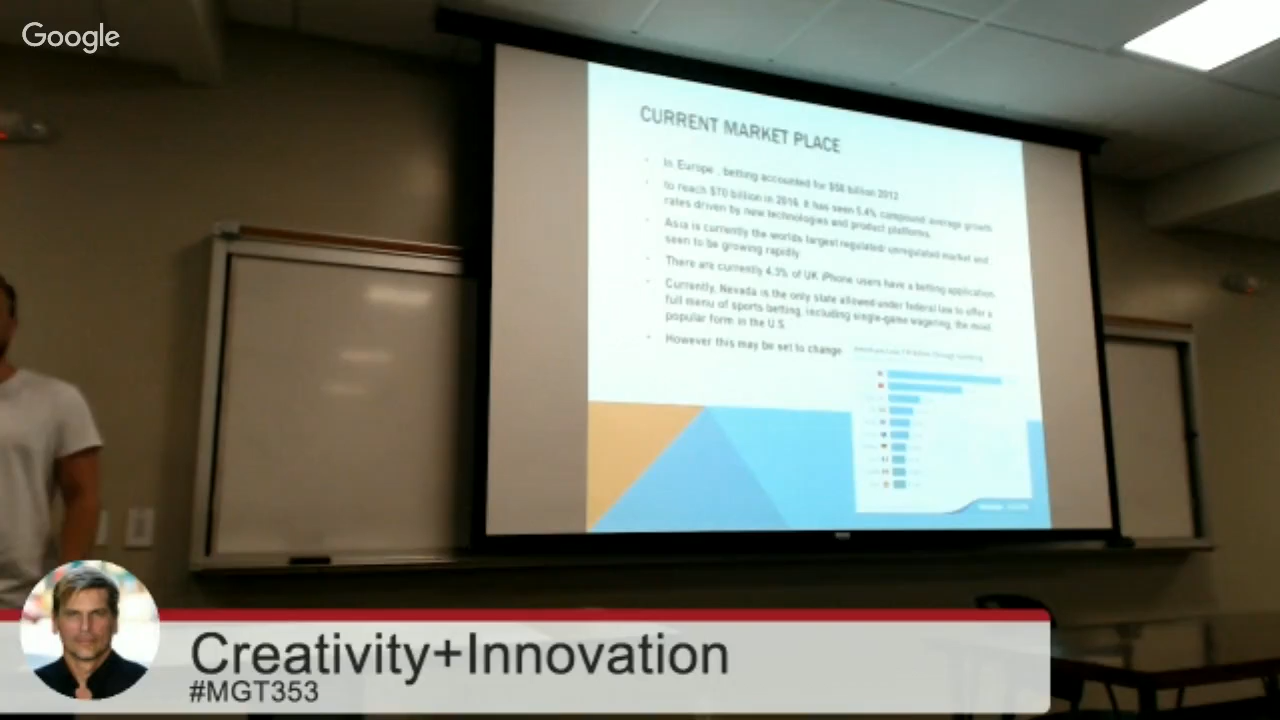 Google
CURRENT MARKET PLACE
In Europe , betting accounted for $58 billion 2012
to reach $70 billion in 2016. It has seen 5.4% compound average growth
rates driven by new technologies and product platforms.
Asia is currently the worlds largest regulated/ unregulated market and
seen to be growing rapidly
There are currently 4.3% of UK iPhone users have a betting application.
Currently, Nevada is the only state allowed under federal law to offer a
full menu of sports betting, including single-game wagering, the most
popular form in the U.S.
However this may be set to change
Creativity+Innovation
#MGT353